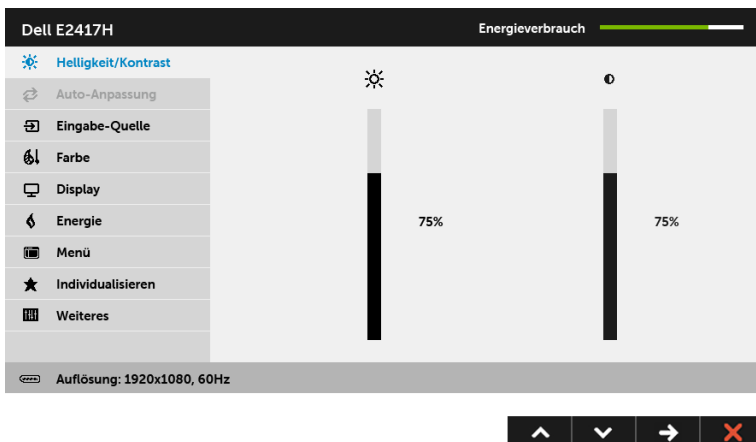 Dell E2417H
Energieverbrauch
Helligkeit/Kontrast
Auto-Anpassung
Eingabe-Quelle
Farbe
Display
Energie
75%
75%
Menü
Individualisieren
Weiteres
Auflösung: 1920x1080, 60Hz